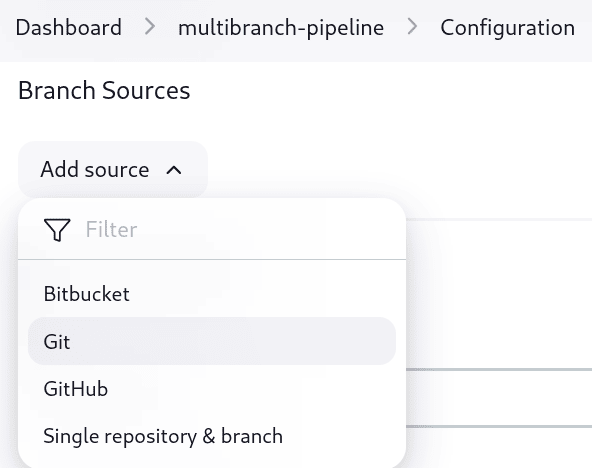 Dashboard > multibranch-pipeline > Configuration
Branch Sources
Add source
Filter
Bitbucket
Git
GitHub
Single repository & branch